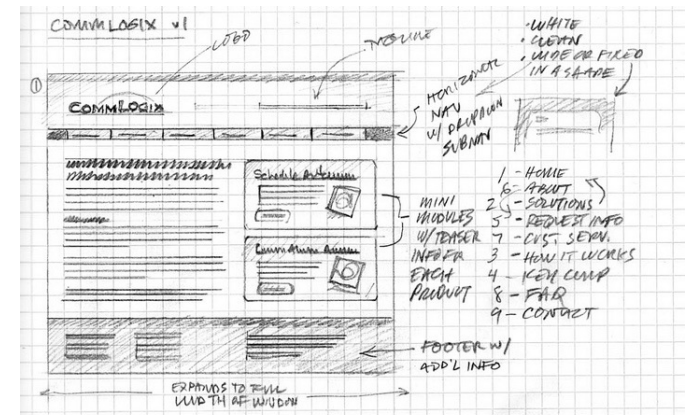 COMMLOGIX v1
LOGO
TAGLINE
• WHITE
• CLEAN
• WIDE OR FIXED
IN A SHAPE
①
COMMLOGIX
HORIZONTAL
NAV
W/ DROPDOWN
SUBNAV
1 - HOME
6 - ABOUT
2 - SOLUTIONS
5 - REQUEST INFO
7 - CUST. SERV.
3 - HOW IT WORKS
4 - KEY COMP
8 - FAQ
9 - CONTACT
Schedule
MINI
MODULES
W/ TEASER
INFO FOR
EACH
PRODUCT
FOOTER W/
ADD'L INFO
EXPANDS TO FULL
WIDTH OF WINDOW